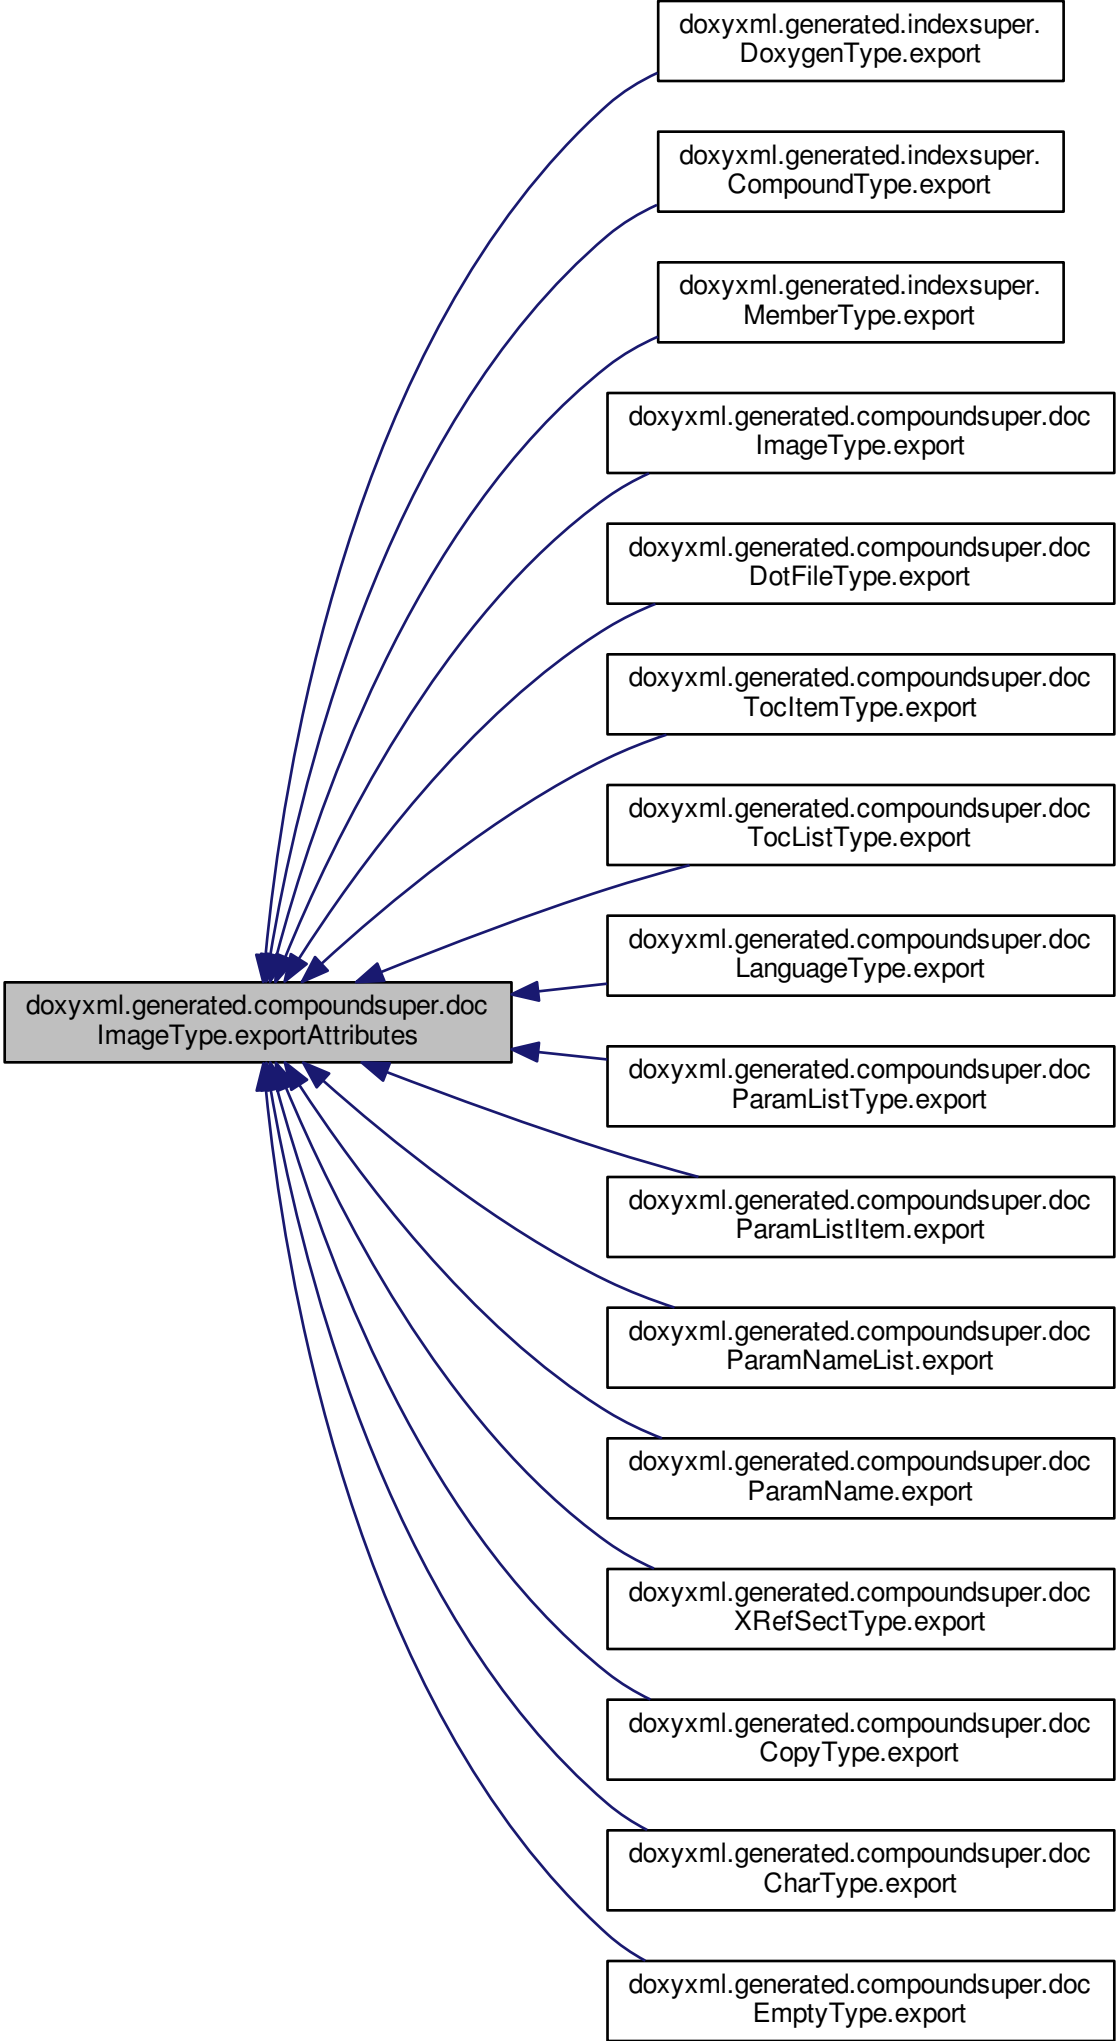 doxyxml.generated.indexsuper.
DoxygenType.export
doxyxml.generated.indexsuper.
CompoundType.export
doxyxml.generated.indexsuper.
MemberType.export
doxyxml.generated.compoundsuper.doc
ImageType.export
doxyxml.generated.compoundsuper.doc
DotFileType.export
doxyxml.generated.compoundsuper.doc
TocItemType.export
doxyxml.generated.compoundsuper.doc
TocListType.export
doxyxml.generated.compoundsuper.doc
LanguageType.export
doxyxml.generated.compoundsuper.doc
ImageType.exportAttributes
doxyxml.generated.compoundsuper.doc
ParamListType.export
doxyxml.generated.compoundsuper.doc
ParamListItem.export
doxyxml.generated.compoundsuper.doc
ParamNameList.export
doxyxml.generated.compoundsuper.doc
ParamName.export
doxyxml.generated.compoundsuper.doc
XRefSectType.export
doxyxml.generated.compoundsuper.doc
CopyType.export
doxyxml.generated.compoundsuper.doc
CharType.export
doxyxml.generated.compoundsuper.doc
EmptyType.export